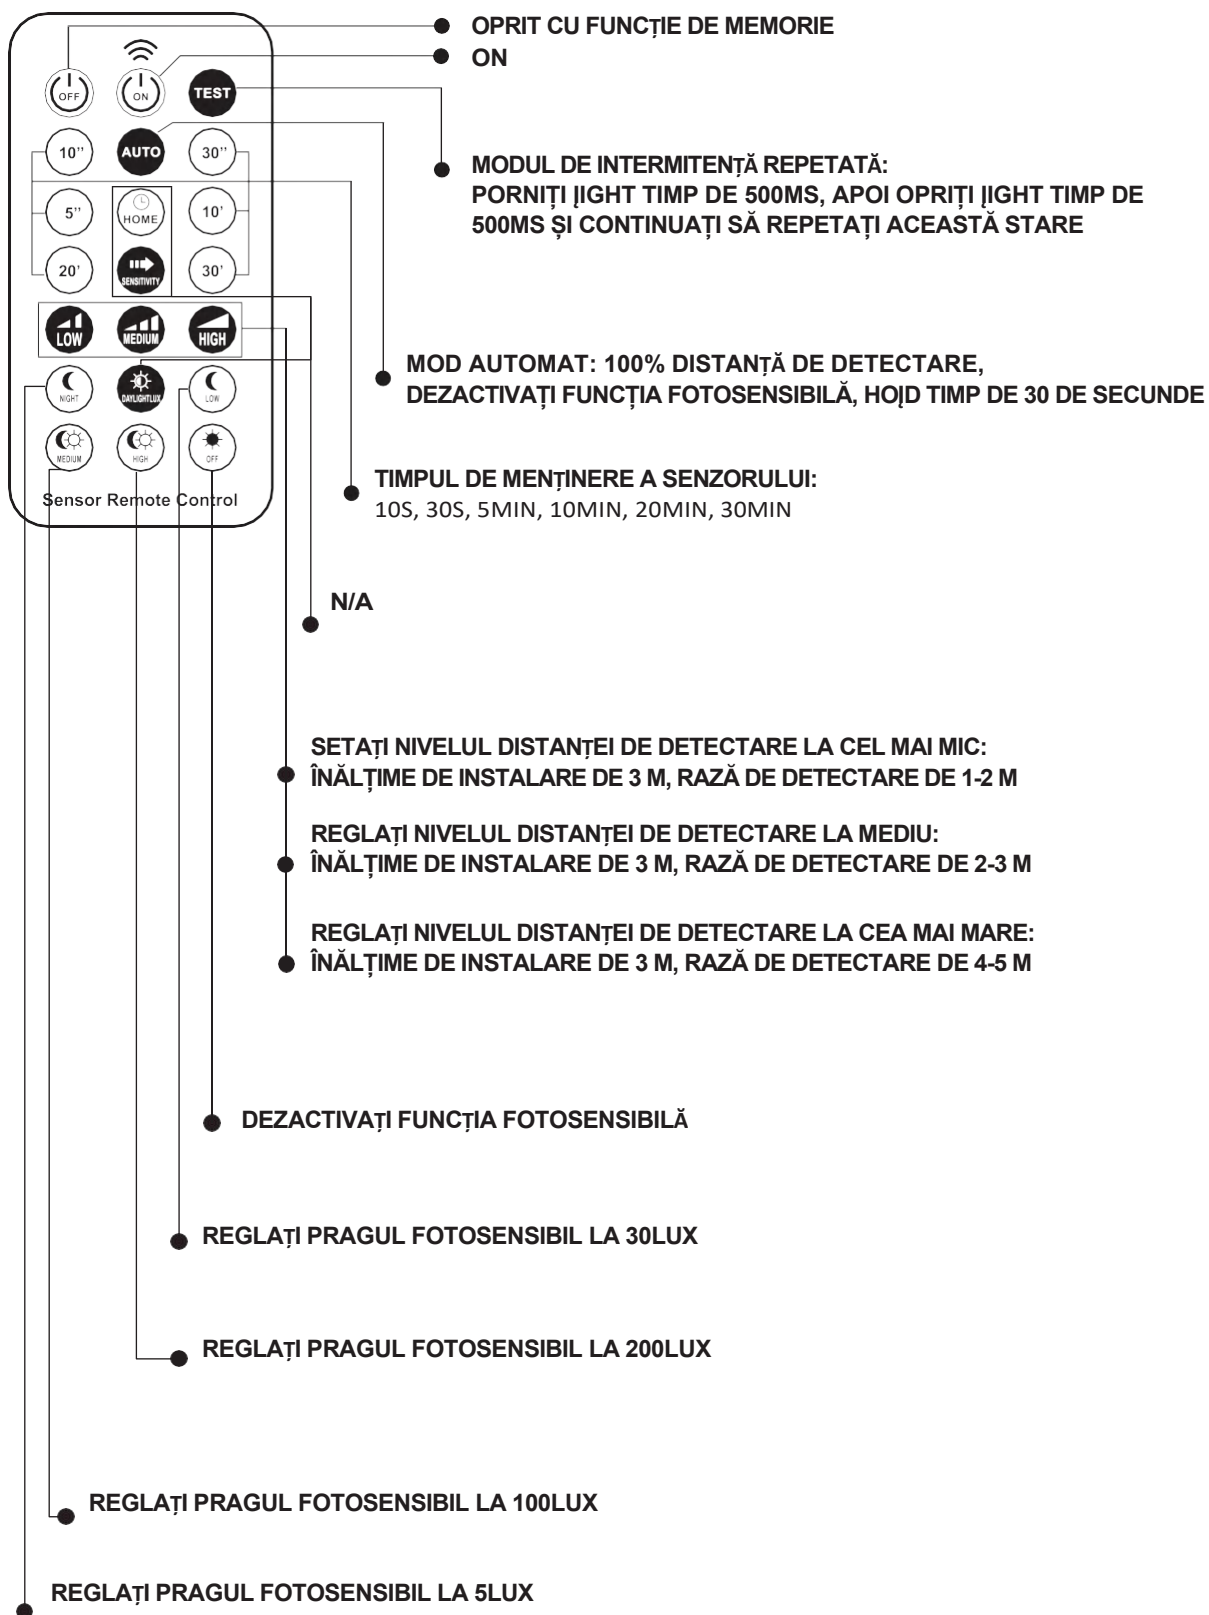 OPRIT CU FUNCȚIE DE MEMORIE
ON
OFF
ON
TEST
10’’
AUTO
30’’
MODUL DE INTERMITENȚĂ REPETATĂ:
PORNIȚI ĮIGHT TIMP DE 500MS, APOI OPRIȚI ĮIGHT TIMP DE
500MS ȘI CONTINUAȚI SĂ REPETAȚI ACEASTĂ STARE
5’’
HOME
10’
20’
SENSITIVITY
30’
LOW
MEDIUM
HIGH
MOD AUTOMAT: 100% DISTANȚĂ DE DETECTARE,
DEZACTIVAȚI FUNCȚIA FOTOSENSIBILĂ, HOĮD TIMP DE 30 DE SECUNDE
NIGHT
DAYLIGHTLUX
LOW
MEDIUM
HIGH
OFF
Sensor Remote Control
TIMPUL DE MENȚINERE A SENZORULUI:
10S, 30S, 5MIN, 10MIN, 20MIN, 30MIN
N/A
SETAȚI NIVELUL DISTANȚEI DE DETECTARE LA CEL MAI MIC:
ÎNĂLȚIME DE INSTALARE DE 3 M, RAZĂ DE DETECTARE DE 1-2 M
REGLAȚI NIVELUL DISTANȚEI DE DETECTARE LA MEDIU:
ÎNĂLȚIME DE INSTALARE DE 3 M, RAZĂ DE DETECTARE DE 2-3 M
REGLAȚI NIVELUL DISTANȚEI DE DETECTARE LA CEA MAI MARE:
ÎNĂLȚIME DE INSTALARE DE 3 M, RAZĂ DE DETECTARE DE 4-5 M
DEZACTIVAȚI FUNCȚIA FOTOSENSIBILĂ
REGLAȚI PRAGUL FOTOSENSIBIL LA 30LUX
REGLAȚI PRAGUL FOTOSENSIBIL LA 200LUX
REGLAȚI PRAGUL FOTOSENSIBIL LA 100LUX
REGLAȚI PRAGUL FOTOSENSIBIL LA 5LUX